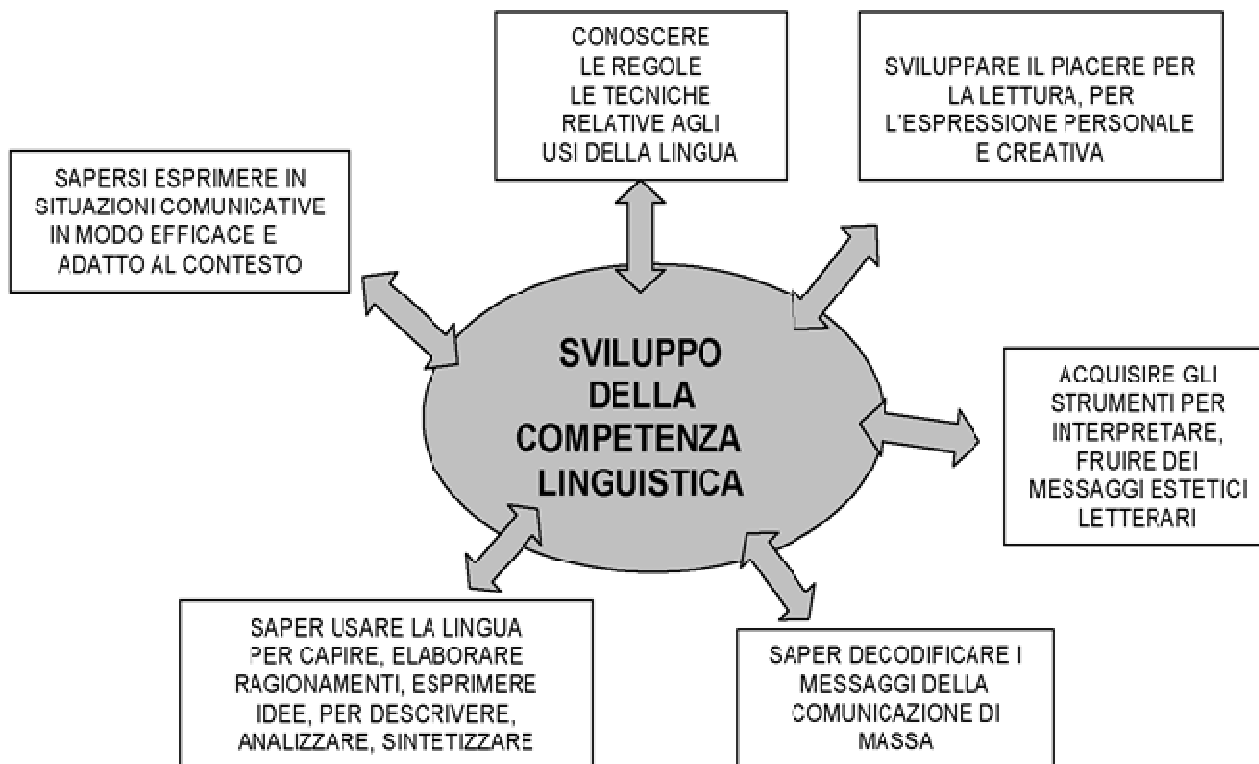 CONOSCERE
LE REGOLE
LE TECNICHE
RELATIVE AGLI
USI DELLA LINGUA
SVILUPPARE IL PIACERE PER
LA LETTURA, PER
L'ESPRESSIONE PERSONALE
E CREATIVA
SAPERSI ESPRIMERE IN
SITUAZIONI COMUNICATIVE
IN MODO EFFICACE E
ADATTO AL CONTESTO
SVILUPPO
DELLA
COMPETENZA
LINGUISTICA
ACQUISIRE GLI
STRUMENTI PER
INTERPRETARE,
FRUIRE DEI
MESSAGGI ESTETICI
LETTERARI
SAPER USARE LA LINGUA
PER CAPIRE, ELABORARE
RAGIONAMENTI, ESPRIMERE
IDEE, PER DESCRIVERE,
ANALIZZARE, SINTETIZZARE
SAPER DECODIFICARE I
MESSAGGI DELLA
COMUNICAZIONE DI
MASSA